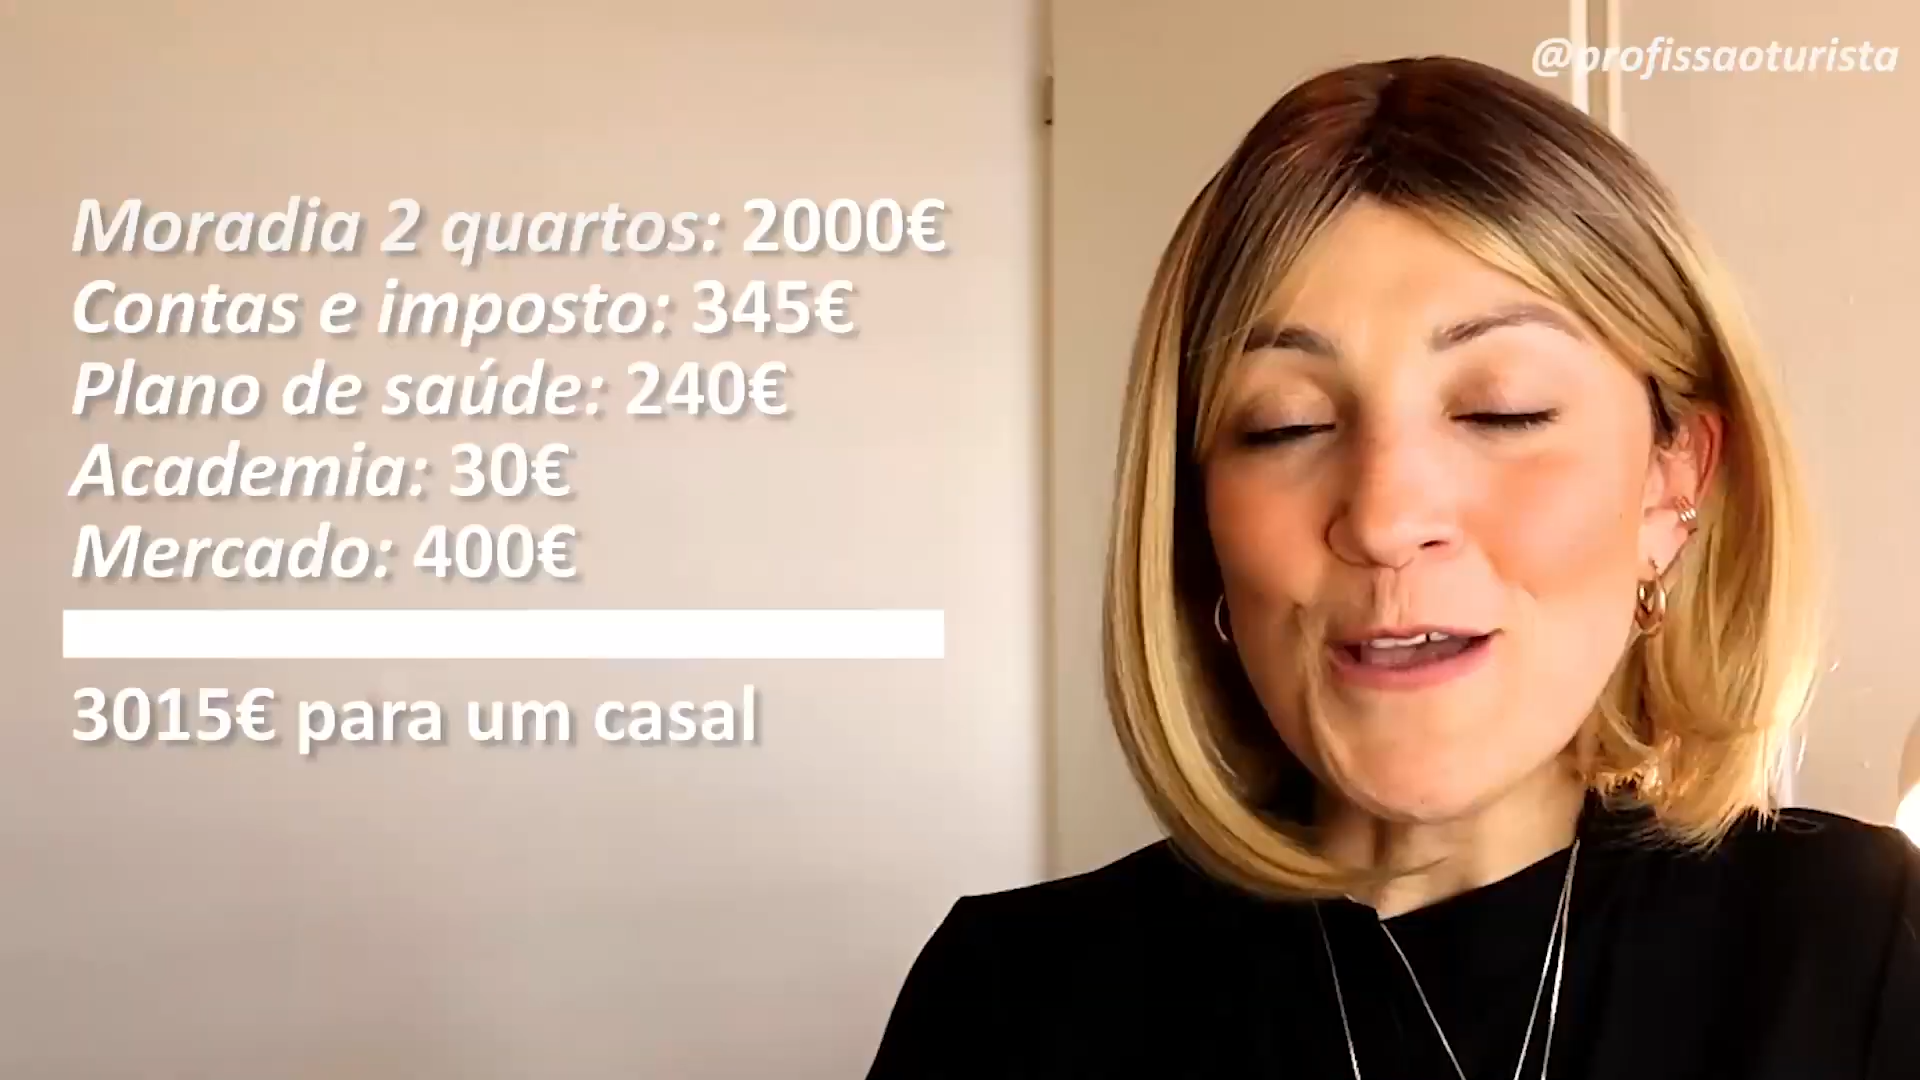 @profissaoturista
Moradia 2 quartos: 2000€
Contas e imposto: 345€
Plano de saúde: 240€
Academia: 30€
Mercado: 400€
3015€ para um casal